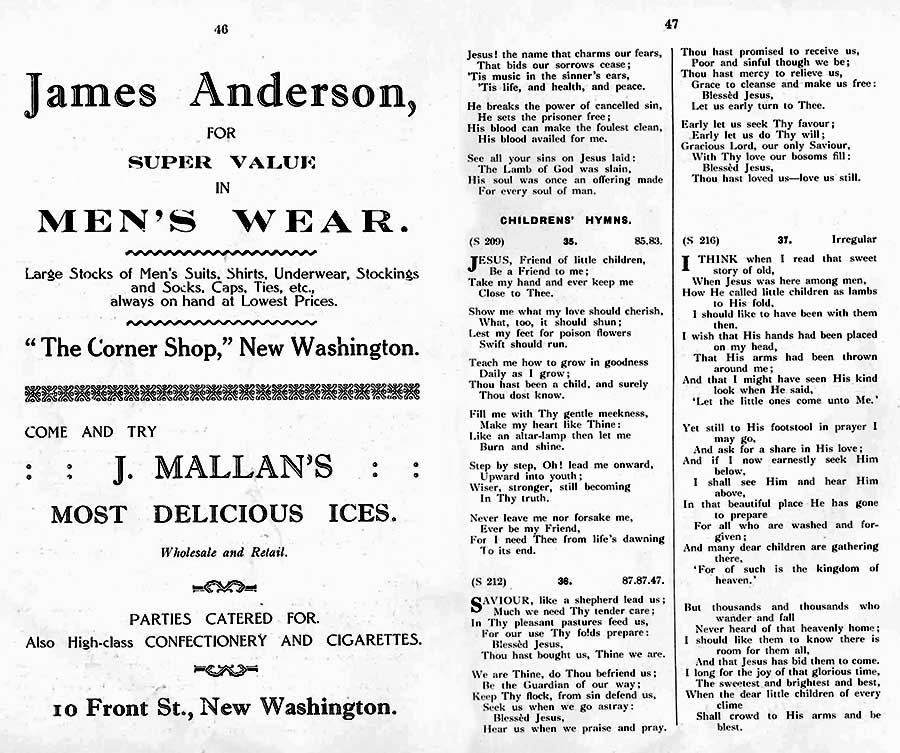 46
James Anderson,
FOR
SUPER VALUE
IN
MEN'S WEAR.
Large Stocks of Men's Suits, Shirts, Underwear, Stockings
and Socks, Caps, Ties, etc.,
always on hand at Lowest Prices.
"The Corner Shop," New Washington.
COME AND TRY
: : J. MALLAN'S : :
MOST DELICIOUS ICES.
Wholesale and Retail.
PARTIES CATERED FOR.
Also High-class CONFECTIONERY AND CIGARETTES.
10 Front St., New Washington.
47
Jesus! the name that charms our fears,
That bids our sorrows cease;
'Tis music in the sinner's ears,
'Tis life, and health, and peace.
He breaks the power of cancelled sin,
He sets the prisoner free;
His blood can make the foulest clean,
His blood availed for me.
See all your sins on Jesus laid:
The Lamb of God was slain,
His soul was once an offering made
For every soul of man.
CHILDRENS' HYMNS.
(S 209) 35. 85.83.
JESUS, Friend of little children,
Be a Friend to me;
Take my hand and ever keep me
Close to Thee.
Show me what my love should cherish,
What, too, it should shun;
Lest my feet for poison flowers
Swift should run.
Teach me how to grow in goodness
Daily as I grow;
Thou hast been a child, and surely
Thou dost know.
Fill me with Thy gentle meekness,
Make my heart like Thine:
Like an altar-lamp then let me
Burn and shine.
Step by step, Oh! lead me onward,
Upward into youth;
Wiser, stronger, still becoming
In Thy truth.
Never leave me nor forsake me,
Ever be my Friend,
For I need Thee from life's dawning
To its end.
(S 212) 36. 87.87.47.
SAVIOUR, like a shepherd lead us;
Much we need Thy tender care;
In Thy pleasant pastures feed us,
For our use Thy folds prepare:
Blessèd Jesus,
Thou hast bought us, Thine we are.
We are Thine, do Thou befriend us;
Be the Guardian of our way;
Keep Thy flock, from sin defend us,
Seek us when we go astray:
Blessèd Jesus,
Hear us when we praise and pray.
Thou hast promised to receive us,
Poor and sinful though we be;
Thou hast mercy to relieve us,
Grace to cleanse and make us free:
Blessèd Jesus,
Let us early turn to Thee.
Early let us seek Thy favour;
Early let us do Thy will;
Gracious Lord, our only Saviour,
With Thy love our bosoms fill:
Blessèd Jesus,
Thou hast loved us—love us still.
(S 216) 37. Irregular
I THINK when I read that sweet
story of old,
When Jesus was here among men,
How He called little children as lambs
to His fold,
I should like to have been with them
then.
I wish that His hands had been placed
on my head,
That His arms had been thrown
around me;
And that I might have seen His kind
look when He said,
'Let the little ones come unto Me.'
Yet still to His footstool in prayer I
may go,
And ask for a share in His love;
And if I now earnestly seek Him
below,
I shall see Him and hear Him
above,
In that beautiful place He has gone
to prepare
For all who are washed and for-
given;
And many dear children are gathering
there,
'For of such is the kingdom of
heaven.'
But thousands and thousands who
wander and fall
Never heard of that heavenly home;
I should like them to know there is
room for them all,
And that Jesus has bid them to come.
I long for the joy of that glorious time,
The sweetest and brightest and best,
When the dear little children of every
clime
Shall crowd to His arms and be
blest.